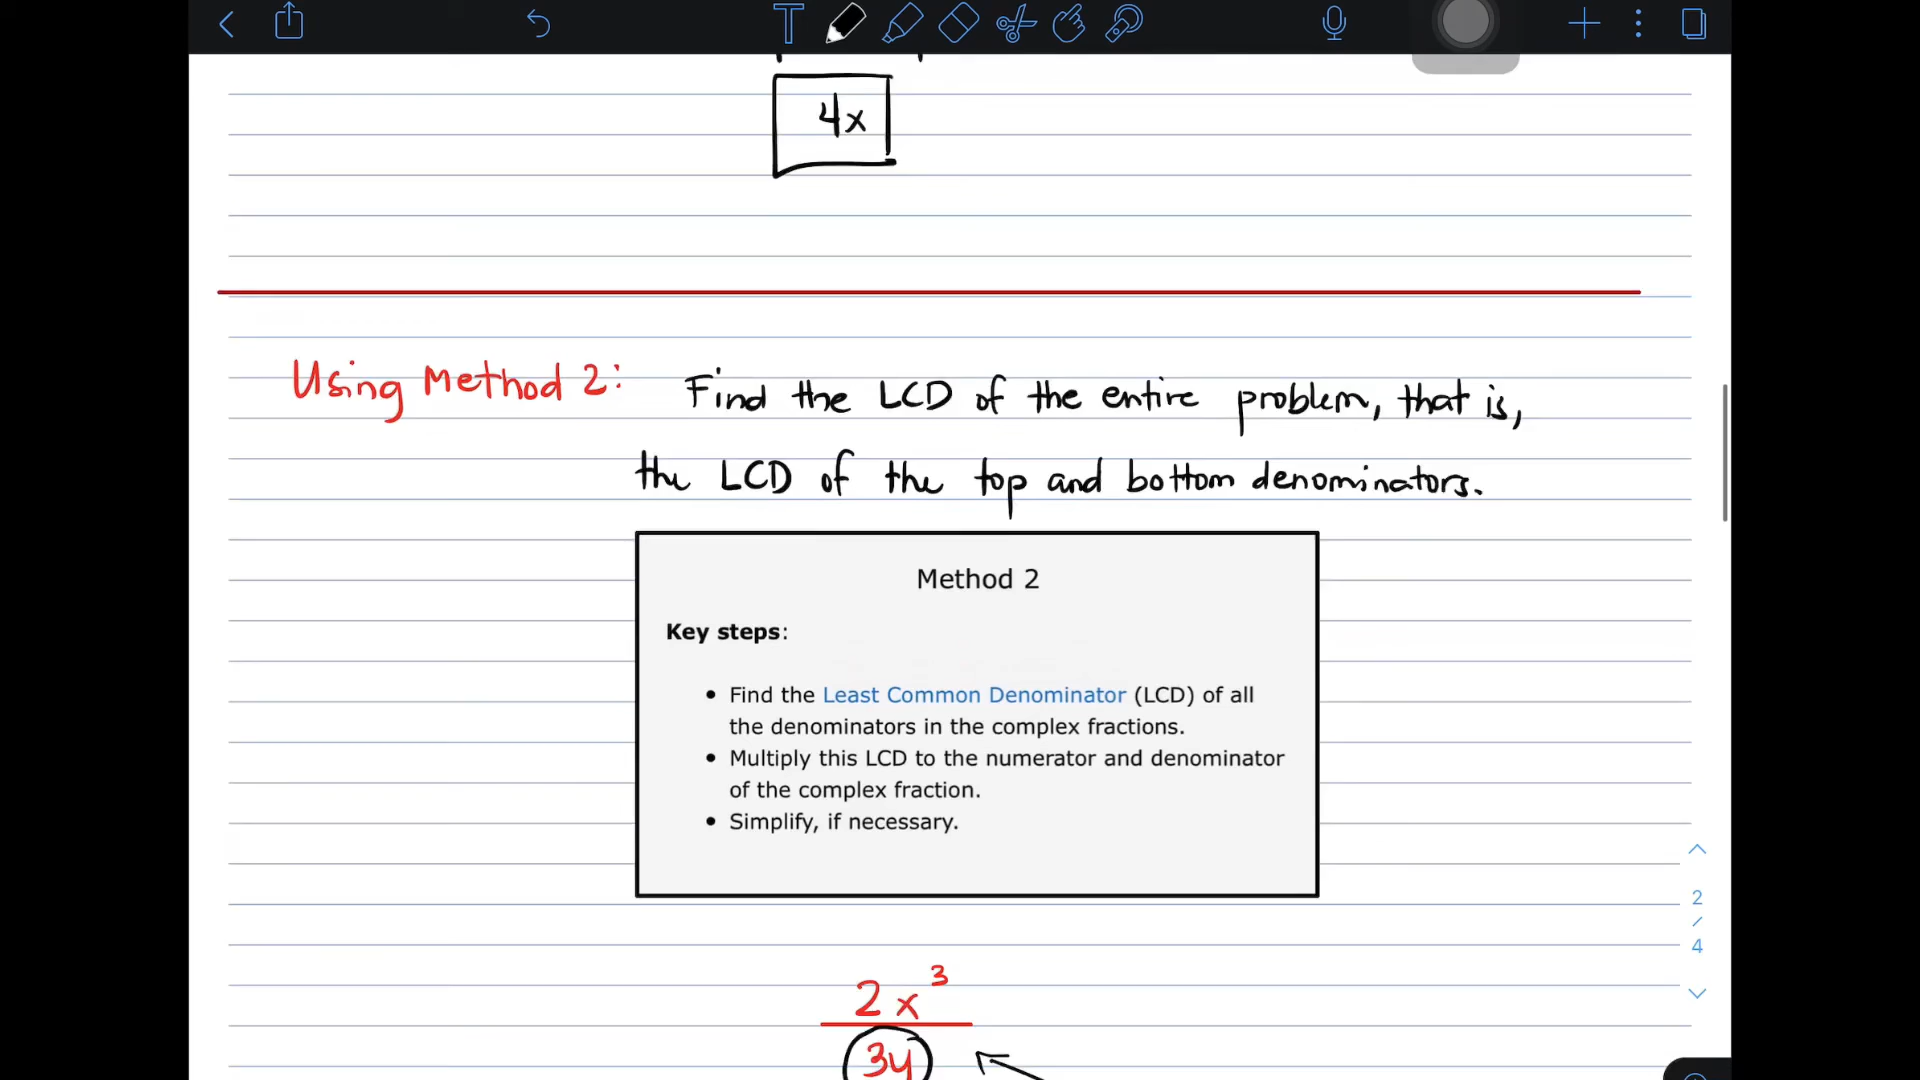 4x
Using Method 2:
Find the LCD of the entire problem, that is,
the LCD of the top and bottom denominators.
Method 2
Key steps:
• Find the Least Common Denominator (LCD) of all
the denominators in the complex fractions.
• Multiply this LCD to the numerator and denominator
of the complex fraction.
• Simplify, if necessary.
2
/
4
2x³
3y